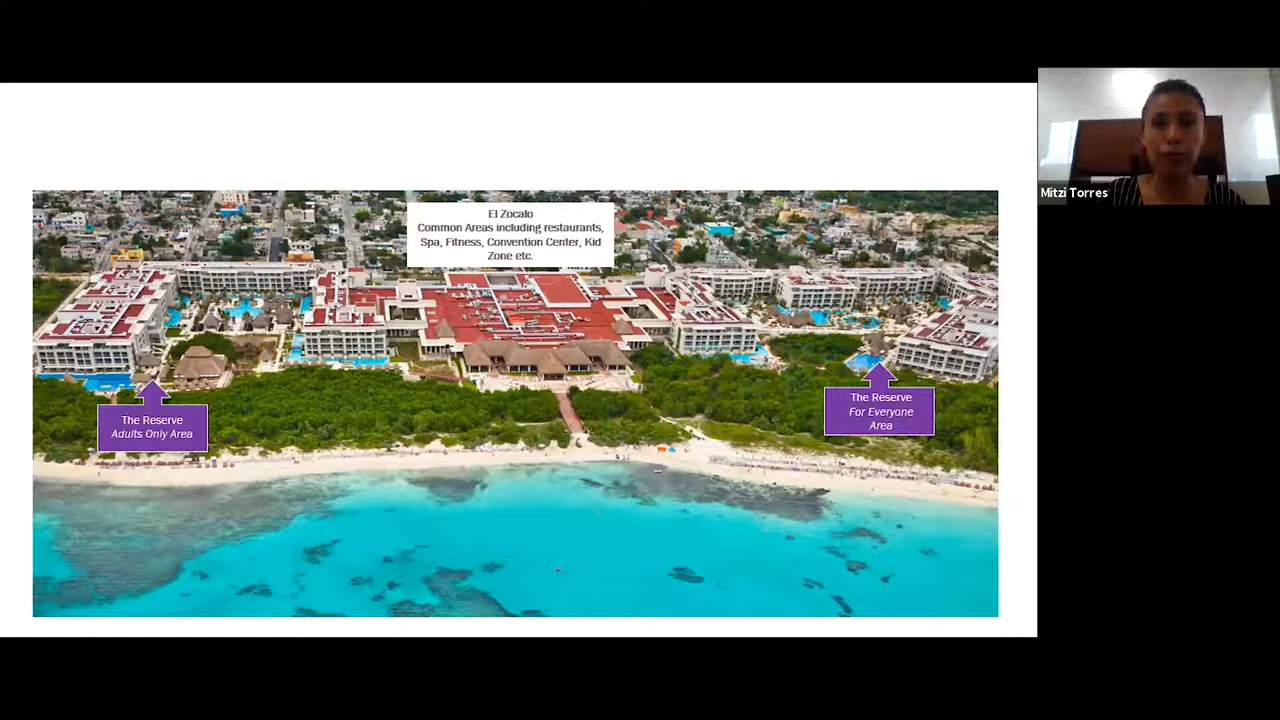 El Zocalo
Common Areas including restaurants,
Spa, Fitness, Convention Center, Kid
Zone etc.
The Reserve
Adults Only Area
The Reserve
For Everyone
Area
Mitzi Torres